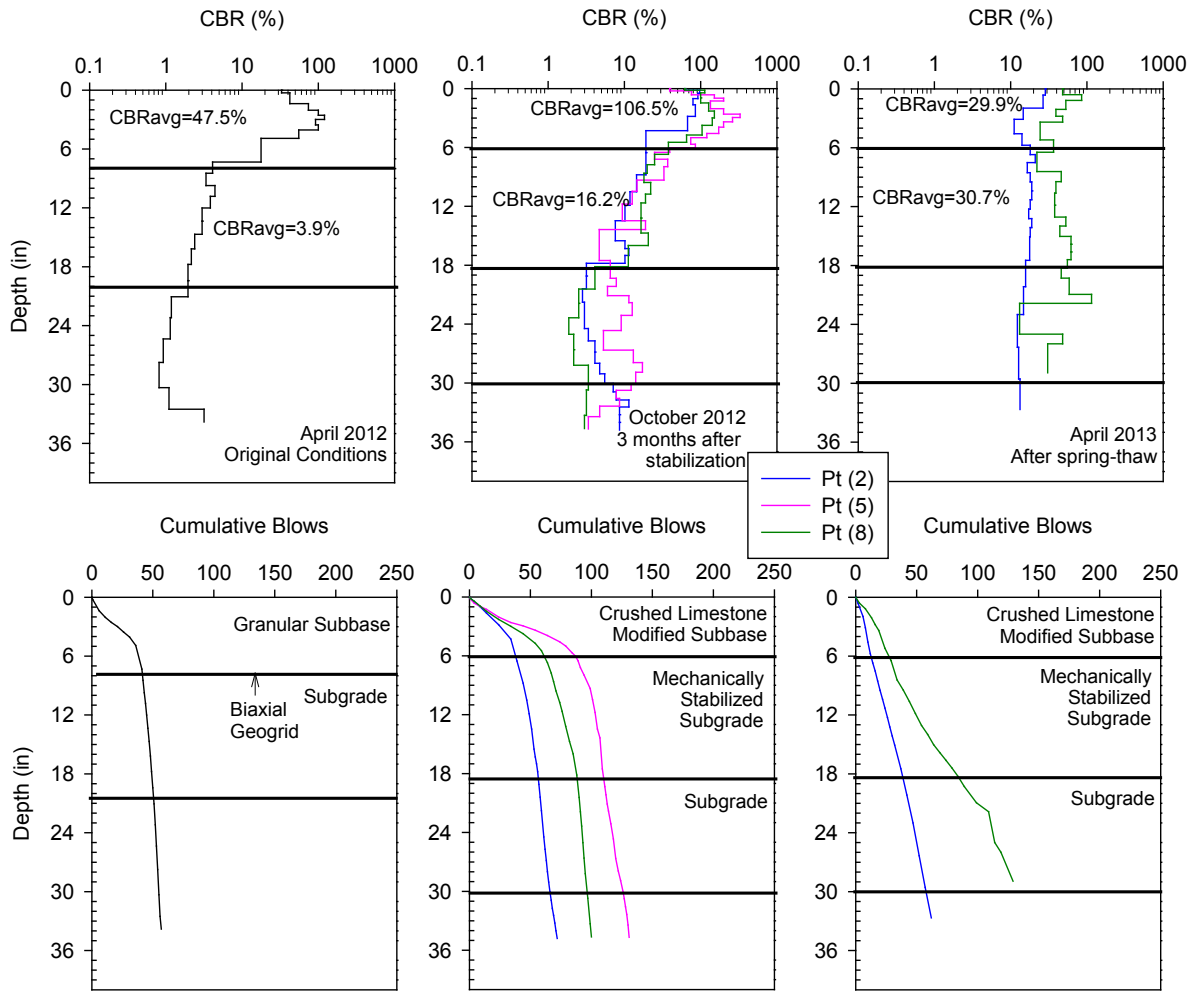 CBR (%)
CBR (%)
CBR (%)
0.1 1 10 100 1000
0.1 1 10 100 1000
0.1 1 10 100 1000
Depth (in)
0
6
12
18
24
30
36
CBRavg=47.5%
CBRavg=3.9%
April 2012
Original Conditions
0
6
12
18
24
30
36
CBRavg=106.5%
CBRavg=16.2%
October 2012
3 months after
stabilization
0
6
12
18
24
30
36
CBRavg=29.9%
CBRavg=30.7%
April 2013
After spring-thaw
Pt (2)
Pt (5)
Pt (8)
Cumulative Blows
Cumulative Blows
Cumulative Blows
0 50 100 150 200 250
0 50 100 150 200 250
0 50 100 150 200 250
Depth (in)
0
6
12
18
24
30
36
Granular Subbase
Subgrade
Biaxial
Geogrid
0
6
12
18
24
30
36
Crushed Limestone
Modified Subbase
Mechanically
Stabilized
Subgrade
Subgrade
0
6
12
18
24
30
36
Crushed Limestone
Modified Subbase
Mechanically
Stabilized
Subgrade
Subgrade